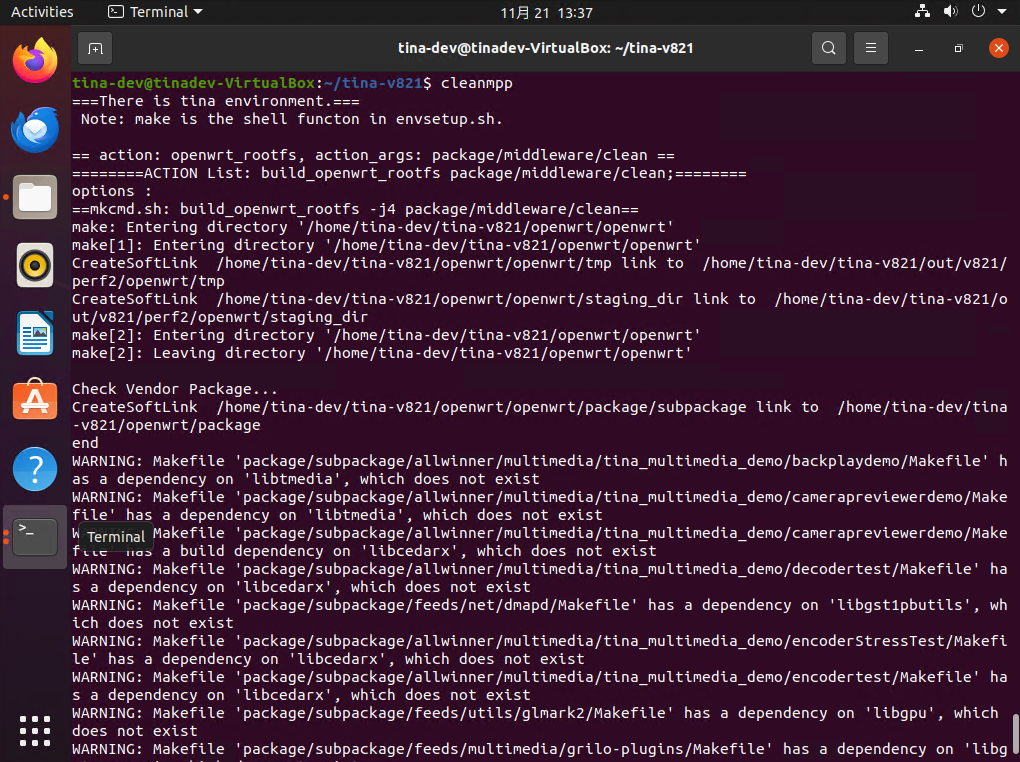 Activities
Terminal
11月 21 13:37
tina-dev@tinadev-VirtualBox: ~/tina-v821
tina-dev@tinadev-VirtualBox:~/tina-v821$ cleanmpp
===There is tina environment.===
 Note: make is the shell functon in envsetup.sh.
== action: openwrt_rootfs, action_args: package/middleware/clean ==
========ACTION List: build_openwrt_rootfs package/middleware/clean;========
options :
==mkcmd.sh: build_openwrt_rootfs -j4 package/middleware/clean==
make: Entering directory '/home/tina-dev/tina-v821/openwrt/openwrt'
make[1]: Entering directory '/home/tina-dev/tina-v821/openwrt/openwrt'
CreateSoftLink  /home/tina-dev/tina-v821/openwrt/openwrt/tmp link to  /home/tina-dev/tina-v821/out/v821/
perf2/openwrt/tmp
CreateSoftLink  /home/tina-dev/tina-v821/openwrt/openwrt/staging_dir link to  /home/tina-dev/tina-v821/o
ut/v821/perf2/openwrt/staging_dir
make[2]: Entering directory '/home/tina-dev/tina-v821/openwrt/openwrt'
make[2]: Leaving directory '/home/tina-dev/tina-v821/openwrt/openwrt'
Check Vendor Package...
CreateSoftLink  /home/tina-dev/tina-v821/openwrt/openwrt/package/subpackage link to  /home/tina-dev/tina
-v821/openwrt/package
end
WARNING: Makefile 'package/subpackage/allwinner/multimedia/tina_multimedia_demo/backplaydemo/Makefile' h
as a dependency on 'libtmedia', which does not exist
WARNING: Makefile 'package/subpackage/allwinner/multimedia/tina_multimedia_demo/camerapreviewerdemo/Make
file' has a dependency on 'libtmedia', which does not exist
Makefile 'package/subpackage/allwinner/multimedia/tina_multimedia_demo/camerapreviewerdemo/Make
Terminal
has a build dependency on 'libcedarx', which does not exist
WARNING: Makefile 'package/subpackage/allwinner/multimedia/tina_multimedia_demo/decodertest/Makefile' ha
s a dependency on 'libcedarx', which does not exist
WARNING: Makefile 'package/subpackage/feeds/net/dmapd/Makefile' has a dependency on 'libgst1pbutils', wh
ich does not exist
WARNING: Makefile 'package/subpackage/allwinner/multimedia/tina_multimedia_demo/encoderStressTest/Makefi
le' has a dependency on 'libcedarx', which does not exist
WARNING: Makefile 'package/subpackage/allwinner/multimedia/tina_multimedia_demo/encodertest/Makefile' ha
s a dependency on 'libcedarx', which does not exist
WARNING: Makefile 'package/subpackage/feeds/utils/glmark2/Makefile' has a dependency on 'libgpu', which
does not exist
WARNING: Makefile 'package/subpackage/feeds/multimedia/grilo-plugins/Makefile' has a dependency on 'libg